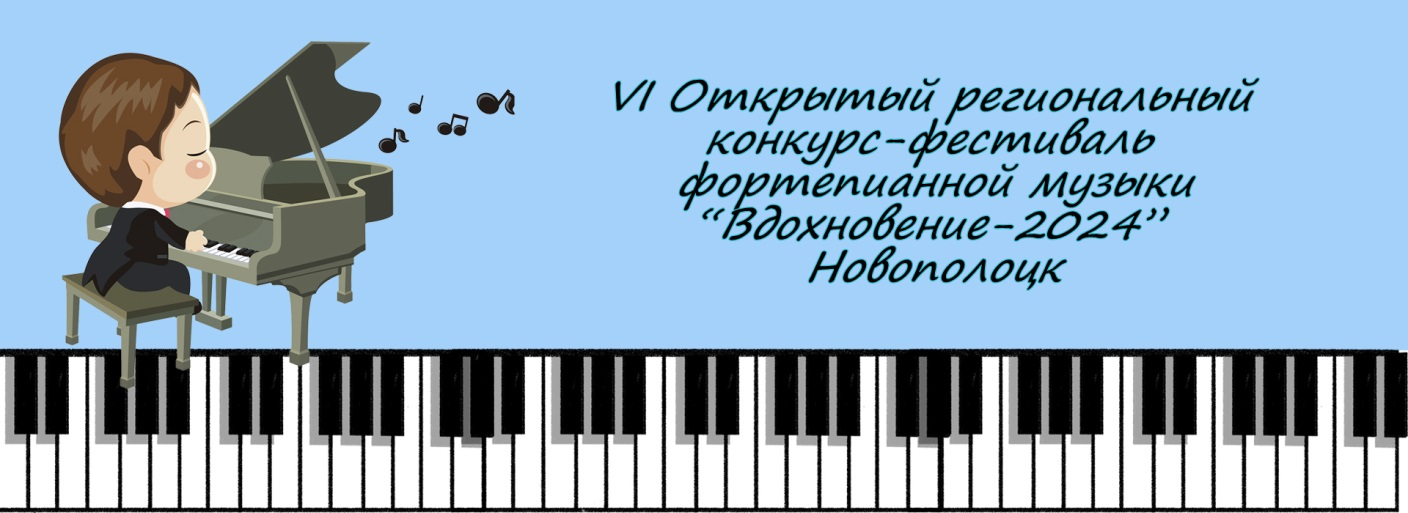 VI Открытый региональный
конкурс-фестиваль
фортепианной музыки
“Вдохновение-2024”
Новополоцк